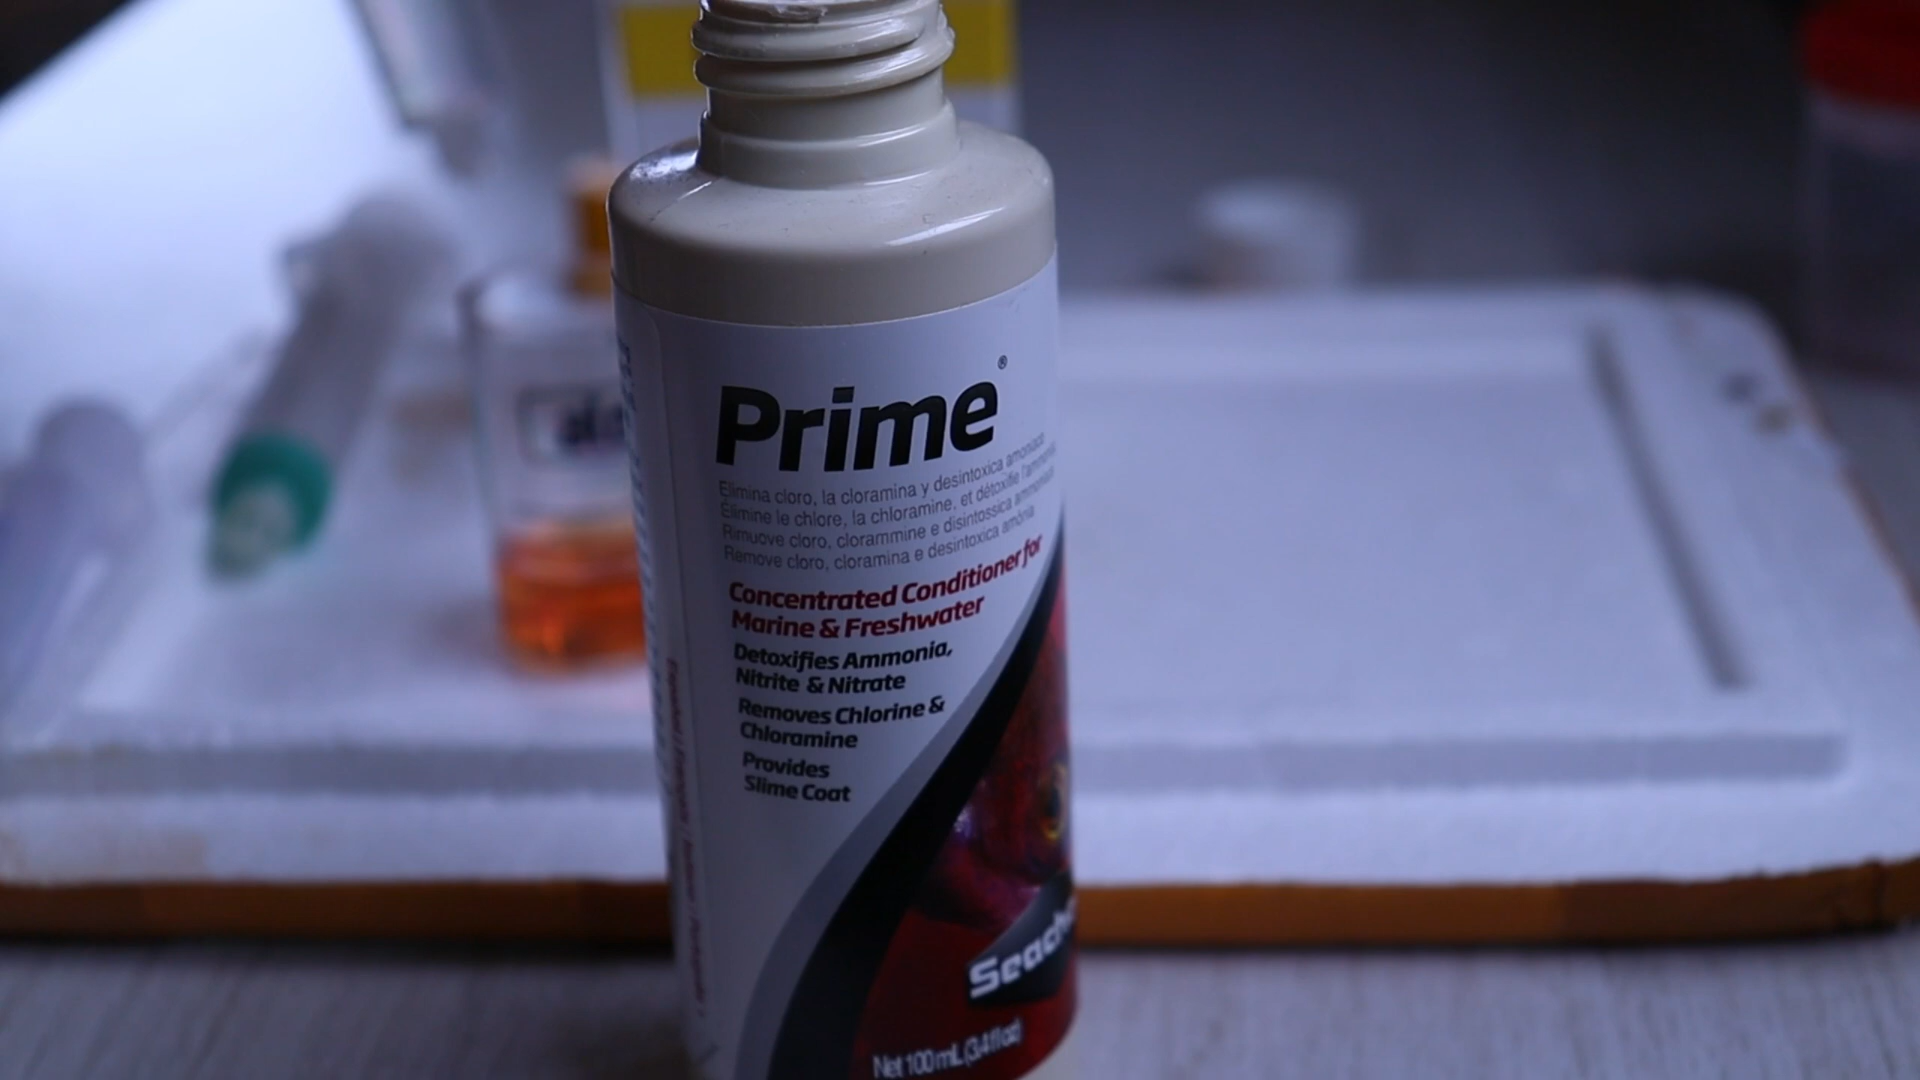 Prime®
Elimina cloro, la cloramina y desintoxica amoniaco
Élimine le chlore, la chloramine, et détoxifie l'ammoniac
Rimuove cloro, clorammine e disintossica ammoniaca
Remove cloro, cloramina e desintoxica amônia
Concentrated Conditioner for
Marine & Freshwater
Detoxifies Ammonia,
Nitrite & Nitrate
Removes Chlorine &
Chloramine
Provides
Slime Coat
Seach
Net 100 mL (3.4 fl oz)